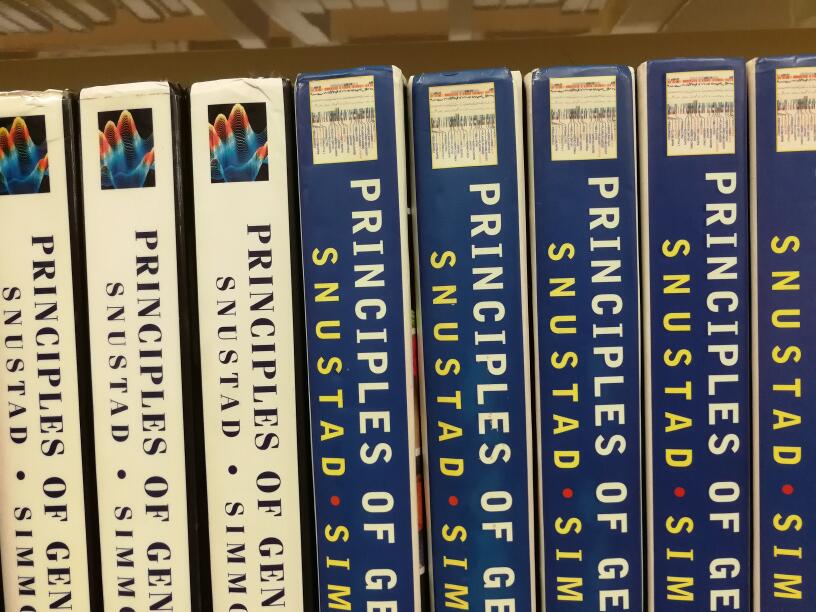 PRINCIPLES OF GEN
SNUSTAD • SIMMO
PRINCIPLES OF GEN
SNUSTAD • SIMM
PRINCIPLES OF GEN
SNUSTAD • SIMMO
PRINCIPLES OF GE
SNUSTAD • SIM
PRINCIPLES OF GE
SNUSTAD • SIM
PRINCIPLES OF GE
SNUSTAD • SIM
PRINCIPLES OF GE
SNUSTAD • SIM
SNUSTAD • SIM